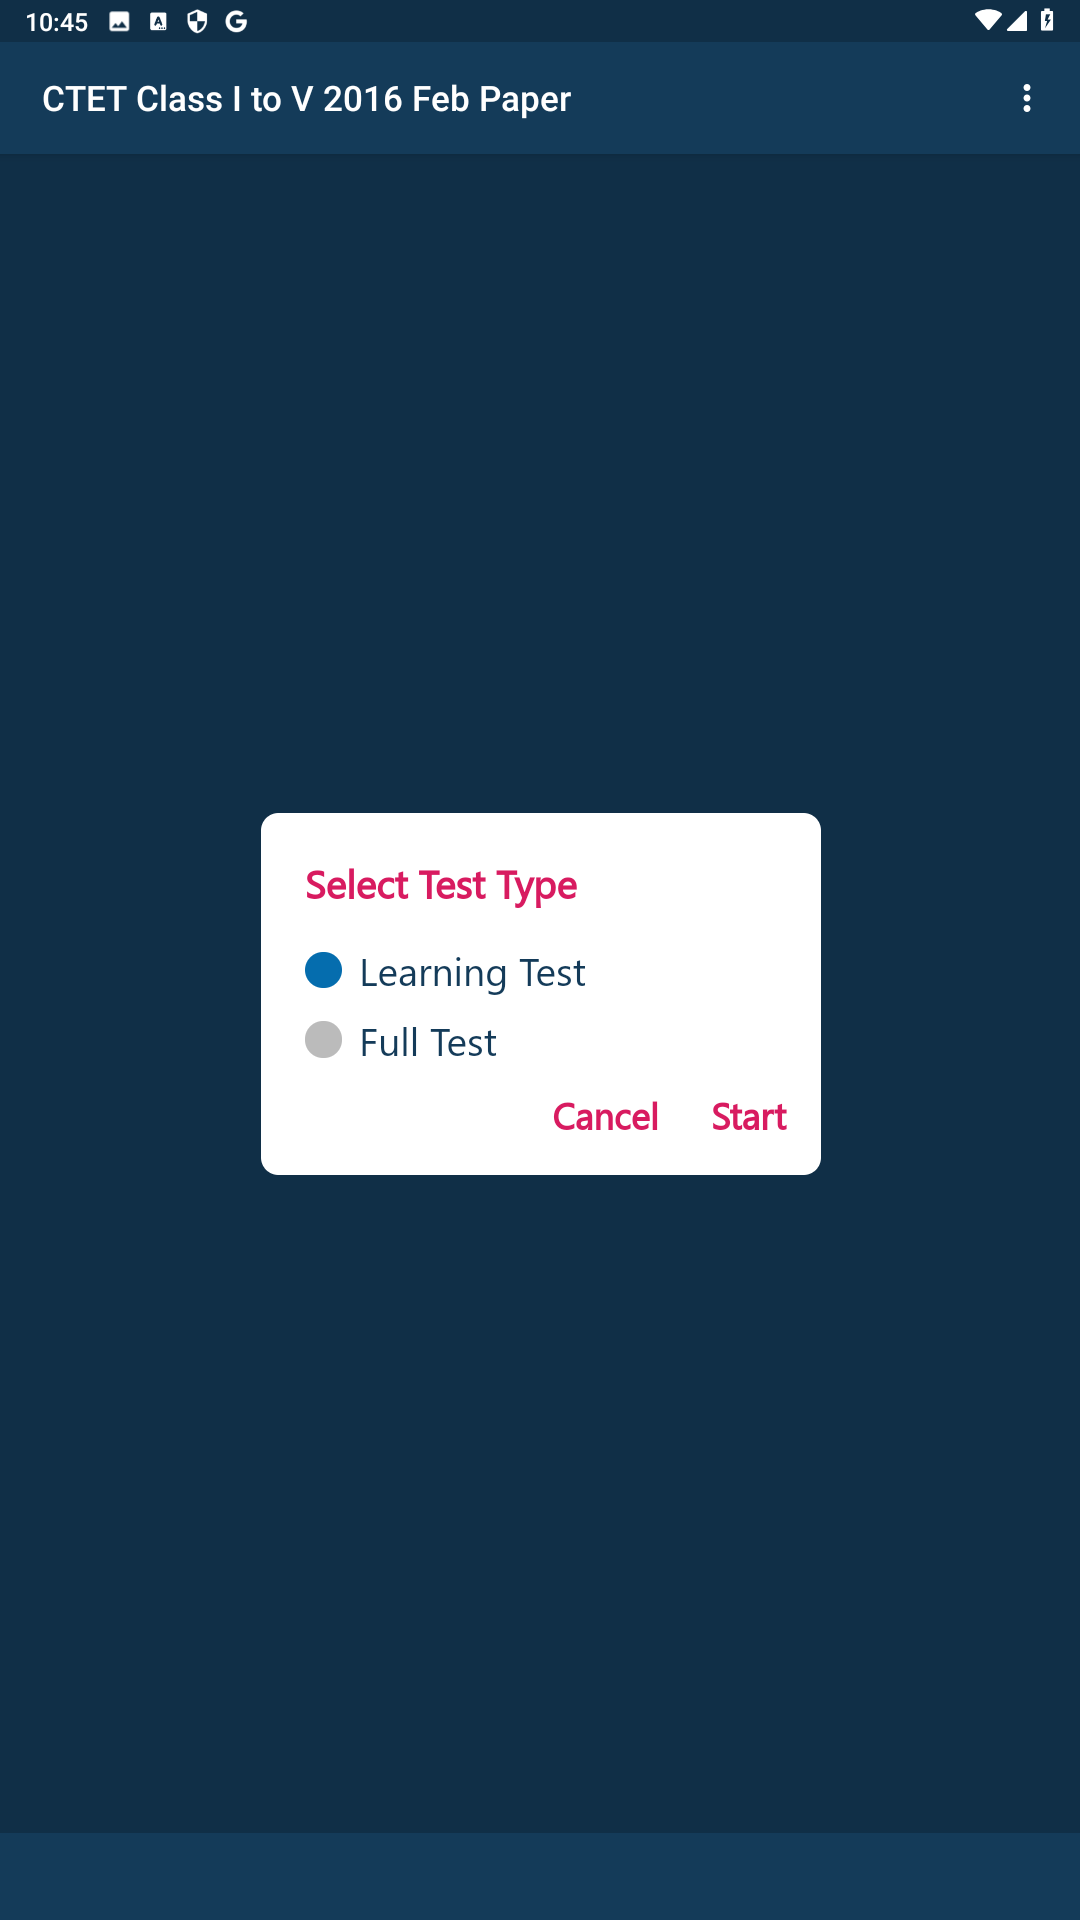 10:45
CTET Class I to V 2016 Feb Paper
Select Test Type
Learning Test
Full Test
Cancel Start